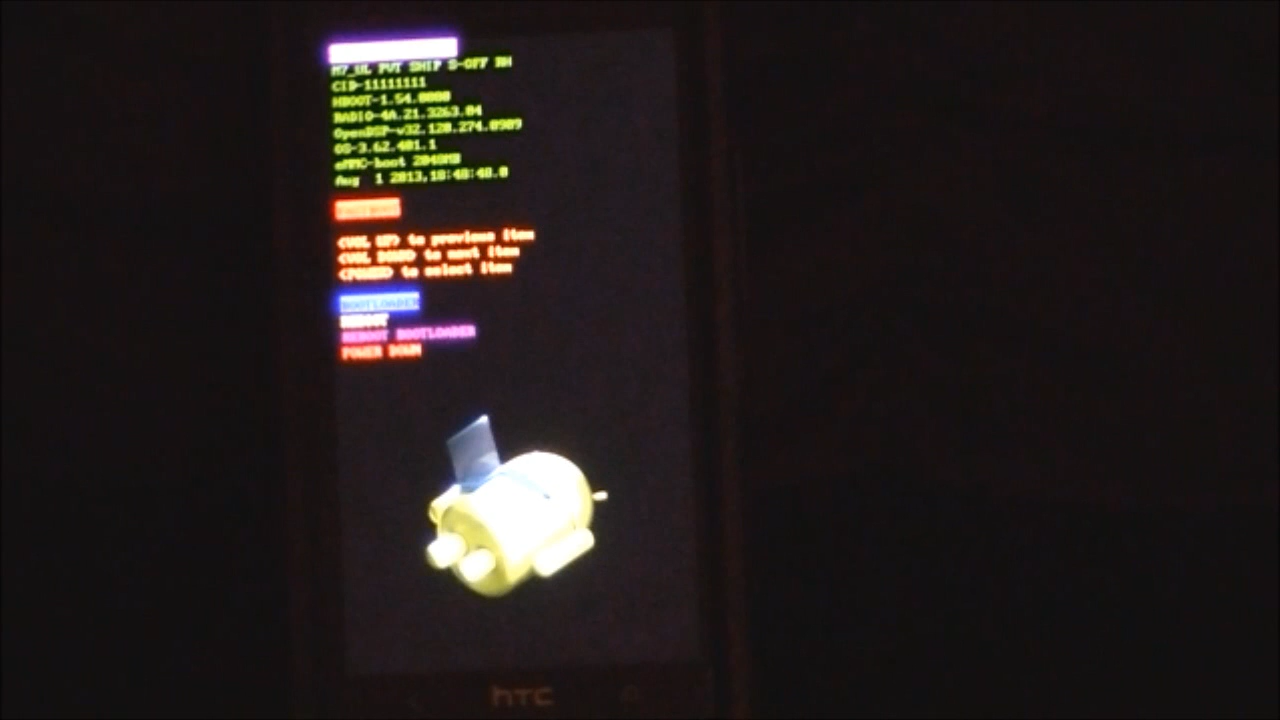 M7_UL PVT SHIP S-OFF RH
CID-11111111
HBOOT-1.54.0000
RADIO-4A.21.3263.04
OpenDSP-v32.120.274.0909
OS-3.62.401.1
eMMC-boot 2048MB
Aug 1 2013,18:48:48.0
<VOL UP> to previous item
<VOL DOWN> to next item
<POWER> to select item
BOOTLOADER
REBOOT
REBOOT BOOTLOADER
POWER DOWN
hTC